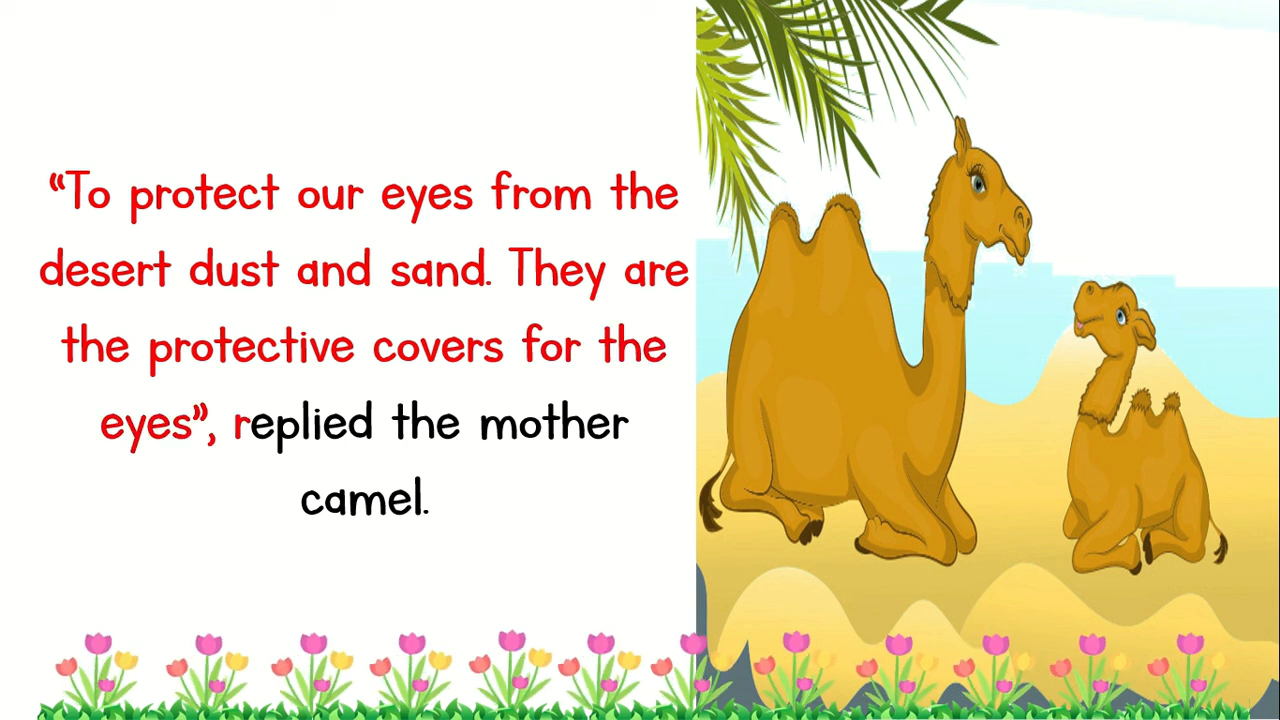 “To protect our eyes from the
desert dust and sand. They are
the protective covers for the
eyes”, replied the mother
camel.